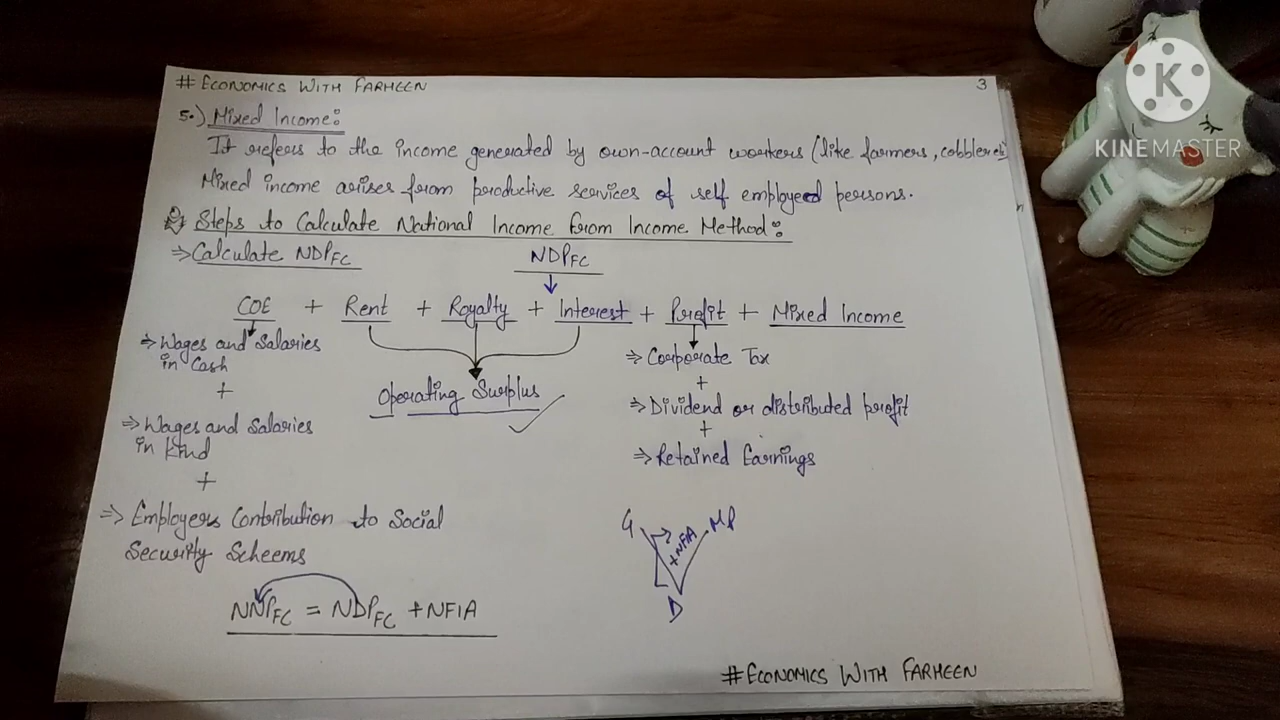 # ECONOMICS WITH FARHEEN
3
5.) Mixed Income:
It refers to the income generated by own-account workers (like farmers, cobbler etc)
Mixed income arises from productive services of self employeed persons.
Steps to Calculate National Income From Income Method:
⇒ Calculate NDPFC
NDPFC
↓
COE + Rent + Royalty + Interest + Profit + Mixed Income
⇒ Wages and Salaries
in Cash
+
⇒ Wages and Salaries
in kind
+
⇒ Employers Contribution to Social
Security Scheems
Operating Surplus
⇒ Corporate Tax
+
⇒ Dividend or distributed profit
+
⇒ Retained Earnings
G
MP
+NFIA
D
NNPFC = NDPFC + NFIA
# ECONOMICS WITH FARHEEN
K
KINEMASTER